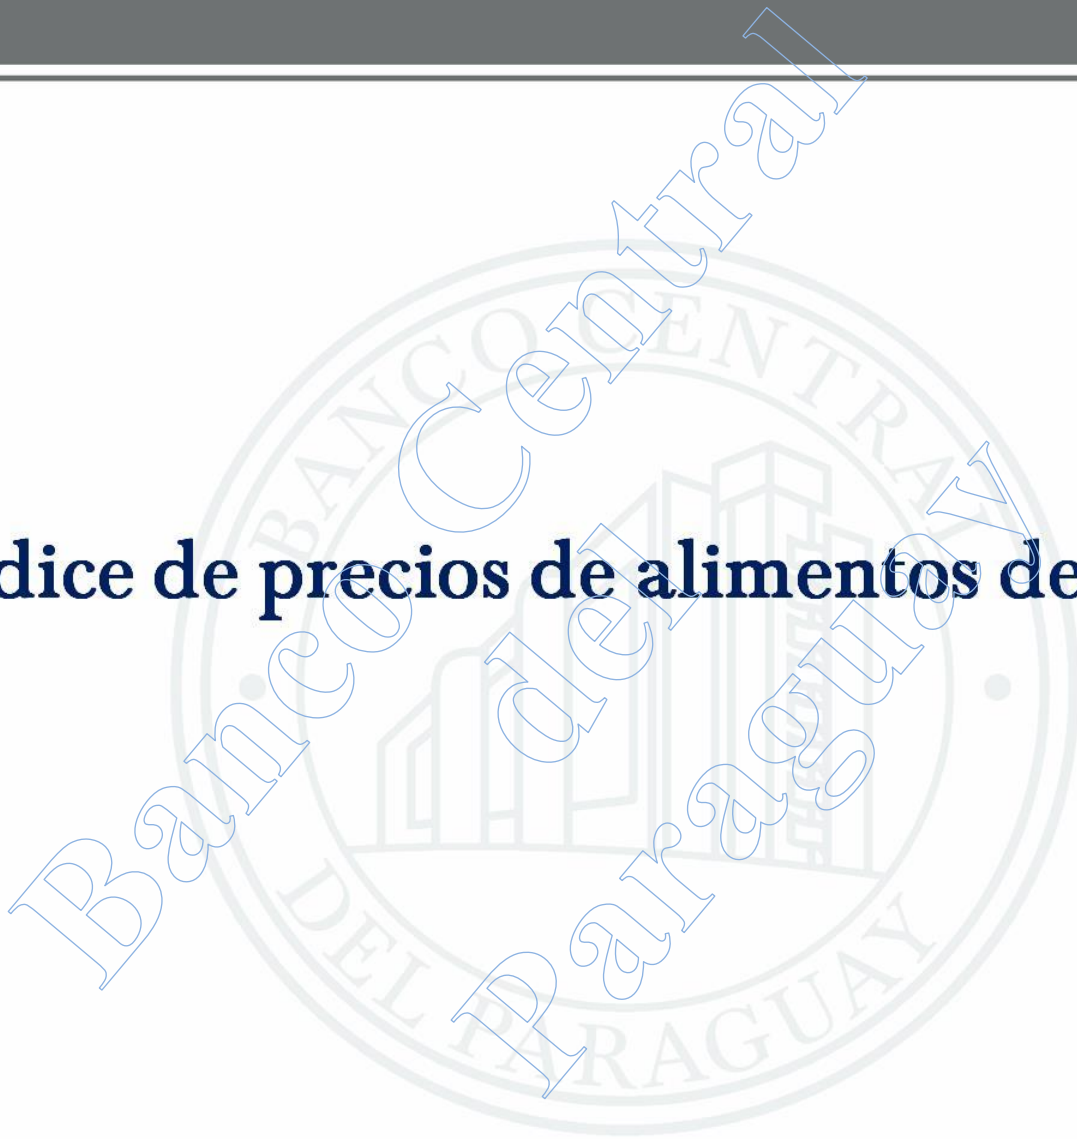 BANCO CENTRAL
dice de precios de alimentos de
DEL PARAGUAY
Banco Central
del
Paraguay